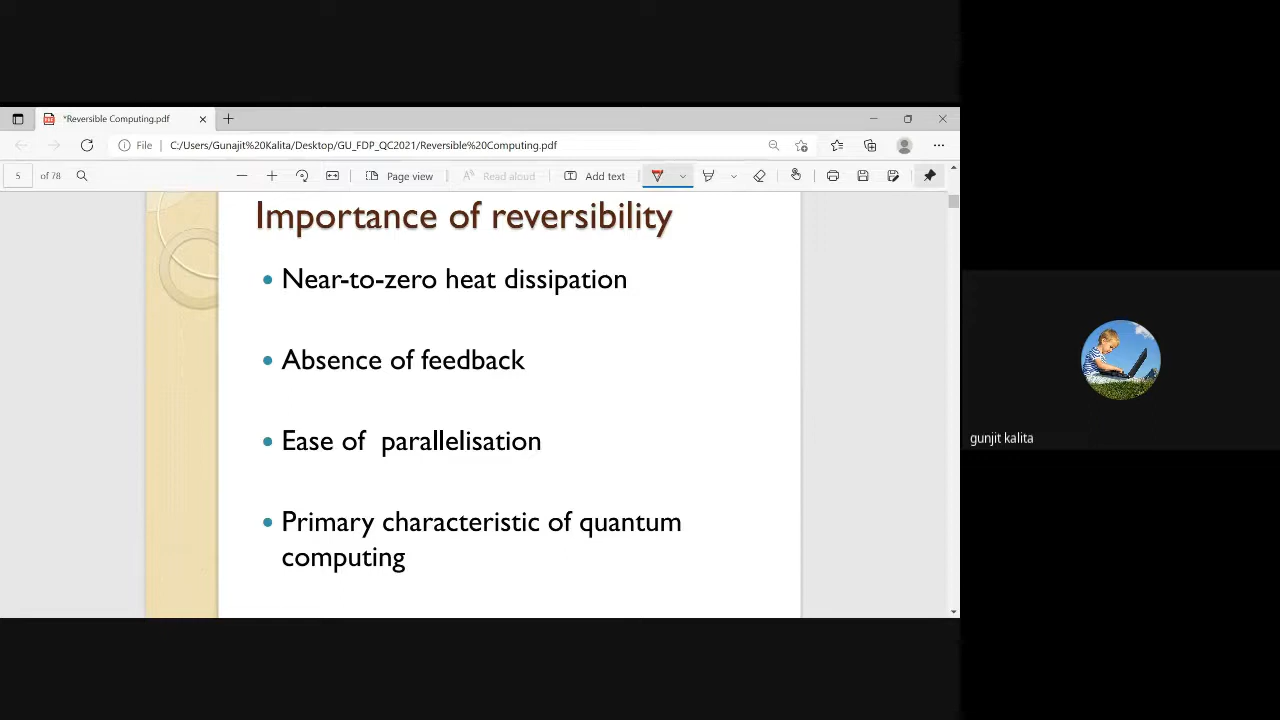 *Reversible Computing.pdf
File
C:/Users/Gunajit%20Kalita/Desktop/GU_FDP_QC2021/Reversible%20Computing.pdf
5 of 78
Page view
Read aloud
Add text
Importance of reversibility
• Near-to-zero heat dissipation
• Absence of feedback
• Ease of parallelisation
• Primary characteristic of quantum
computing
gunjit kalita